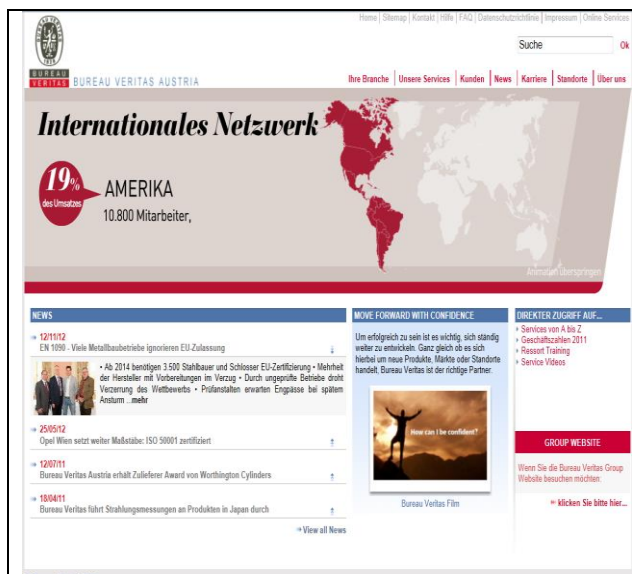 Home | Sitemap | Kontakt | Hilfe | FAQ | Datenschutzrichtlinie | Impressum | Online Services
Suche Ok
BUREAU
VERITAS
BUREAU VERITAS AUSTRIA
Ihre Branche | Unsere Services | Kunden | News | Karriere | Standorte | Über uns
Internationales Netzwerk
19%
des Umsatzes
AMERIKA
10.800 Mitarbeiter,
Animation überspringen
NEWS
12/11/12
EN 1090 - Viele Metallbaubetriebe ignorieren EU-Zulassung
• Ab 2014 benötigen 3.500 Stahlbauer und Schlosser EU-Zertifizierung • Mehrheit
der Hersteller mit Vorbereitungen im Verzug • Durch ungeprüfte Betriebe droht
Verzerrung des Wettbewerbs • Prüfanstalten erwarten Engpässe bei spätem
Ansturm ...mehr
25/05/12
Opel Wien setzt weiter Maßstäbe: ISO 50001 zertifiziert
12/07/11
Bureau Veritas Austria erhält Zulieferer Award von Worthington Cylinders
18/04/11
Bureau Veritas führt Strahlungsmessungen an Produkten in Japan durch
View all News
MOVE FORWARD WITH CONFIDENCE
Um erfolgreich zu sein ist es wichtig, sich ständig
weiter zu entwickeln. Ganz gleich ob es sich
hierbei um neue Produkte, Märkte oder Standorte
handelt, Bureau Veritas ist der richtige Partner.
How can I be confident?
Bureau Veritas Film
DIREKTER ZUGRIFF AUF...
Services von A bis Z
Geschäftszahlen 2011
Ressort Training
Service Videos
GROUP WEBSITE
Wenn Sie die Bureau Veritas Group
Website besuchen möchten:
klicken Sie bitte hier...